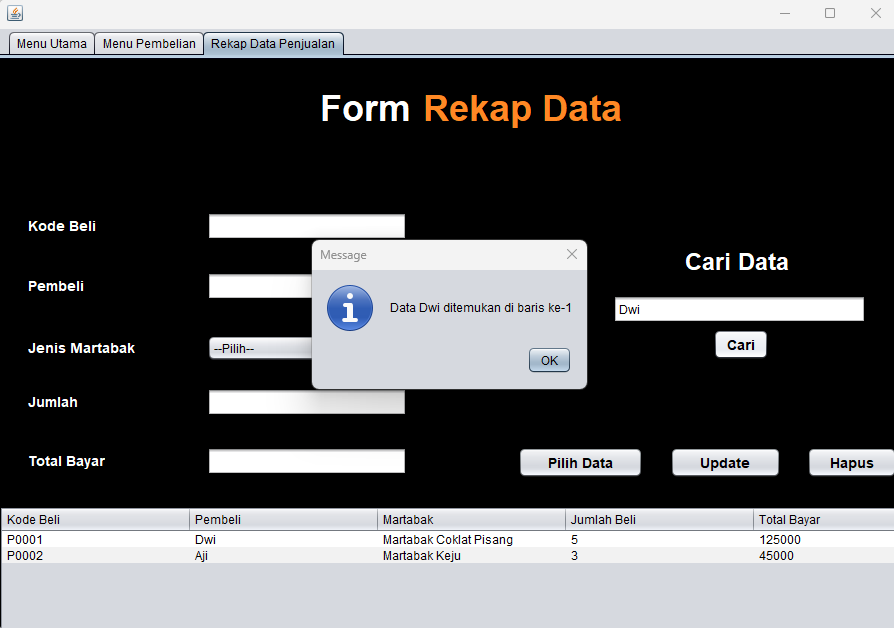 Menu Utama Menu Pembelian Rekap Data Penjualan
Form Rekap Data
Kode Beli
Pembeli
Jenis Martabak
--Pilih--
Jumlah
Total Bayar
Message
Data Dwi ditemukan di baris ke-1
OK
Cari Data
Dwi
Cari
Pilih Data Update Hapus
Kode Beli Pembeli Martabak Jumlah Beli Total Bayar
P0001 Dwi Martabak Coklat Pisang 5 125000
P0002 Aji Martabak Keju 3 45000